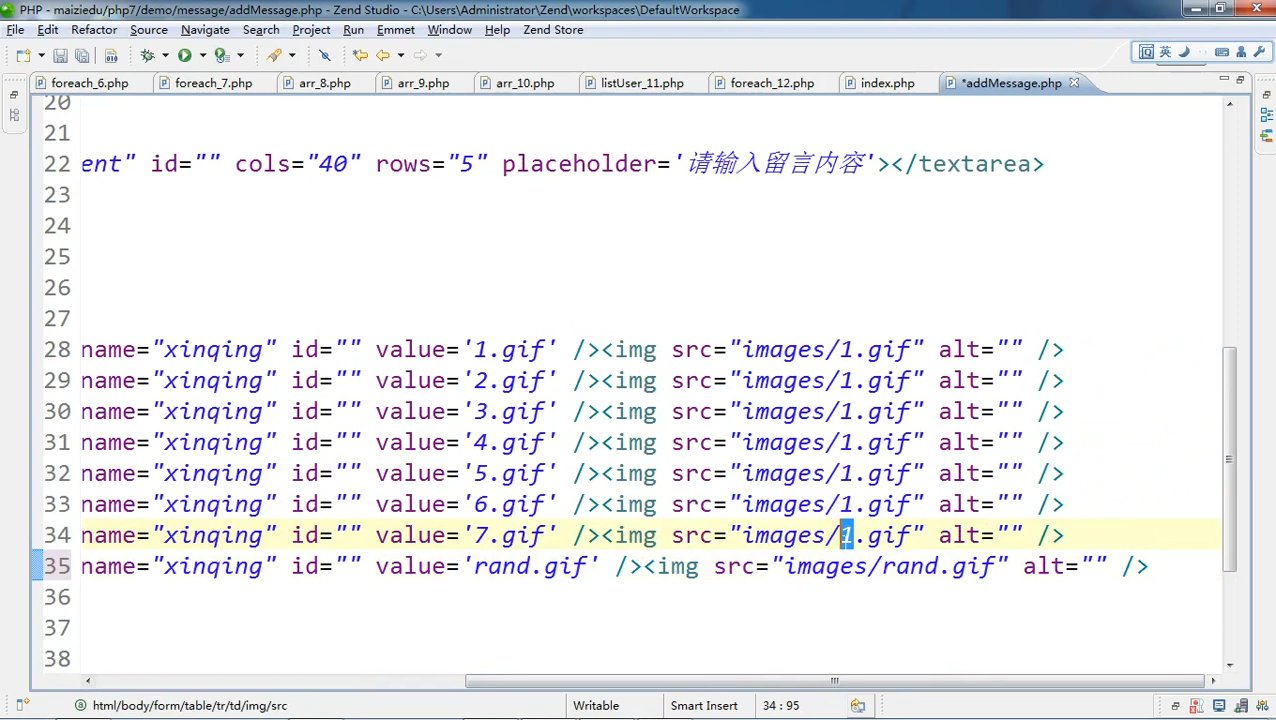 PHP - maiziedu/php7/demo/message/addMessage.php - Zend Studio - C:\Users\Administrator\Zend\workspaces\DefaultWorkspace
File Edit Refactor Source Navigate Search Project Run Emmet Window Help Zend Store
英
foreach_6.php foreach_7.php arr_8.php arr_9.php arr_10.php listUser_11.php foreach_12.php index.php *addMessage.php
20
21
22 ent" id="" cols="40" rows="5" placeholder='请输入留言内容'></textarea>
23
24
25
26
27
28 name="xinqing" id="" value='1.gif' /><img src="images/1.gif" alt="" />
29 name="xinqing" id="" value='2.gif' /><img src="images/1.gif" alt="" />
30 name="xinqing" id="" value='3.gif' /><img src="images/1.gif" alt="" />
31 name="xinqing" id="" value='4.gif' /><img src="images/1.gif" alt="" />
32 name="xinqing" id="" value='5.gif' /><img src="images/1.gif" alt="" />
33 name="xinqing" id="" value='6.gif' /><img src="images/1.gif" alt="" />
34 name="xinqing" id="" value='7.gif' /><img src="images/1.gif" alt="" />
35 name="xinqing" id="" value='rand.gif' /><img src="images/rand.gif" alt="" />
36
37
38
html/body/form/table/tr/td/img/src Writable Smart Insert 34 : 95